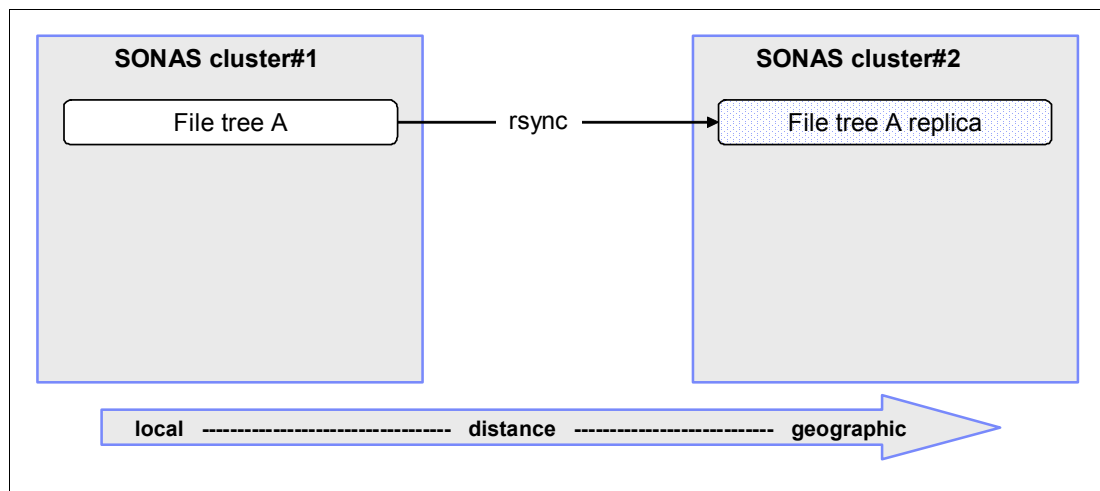 SONAS cluster#1
SONAS cluster#2
File tree A
rsync
File tree A replica
local ------------------------------------ distance ----------------------------- geographic